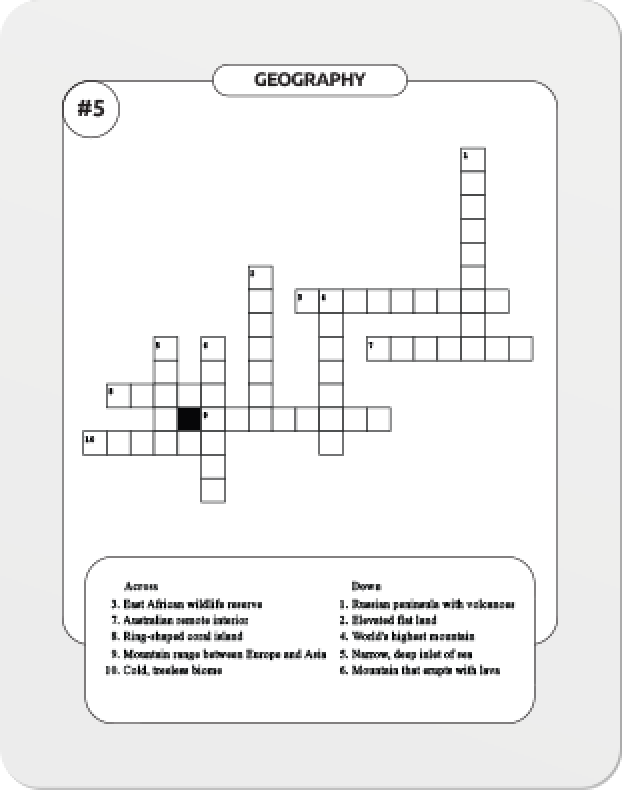 GEOGRAPHY
#5
1
2
3 4
5 6 7
8
9
10
Across
3. East African wildlife reserve
7. Australian remote interior
8. Ring-shaped coral island
9. Mountain range between Europe and Asia
10. Cold, treeless biome
Down
1. Russian peninsula with volcanoes
2. Elevated flat land
4. World's highest mountain
5. Narrow, deep inlet of sea
6. Mountain that erupts with lava